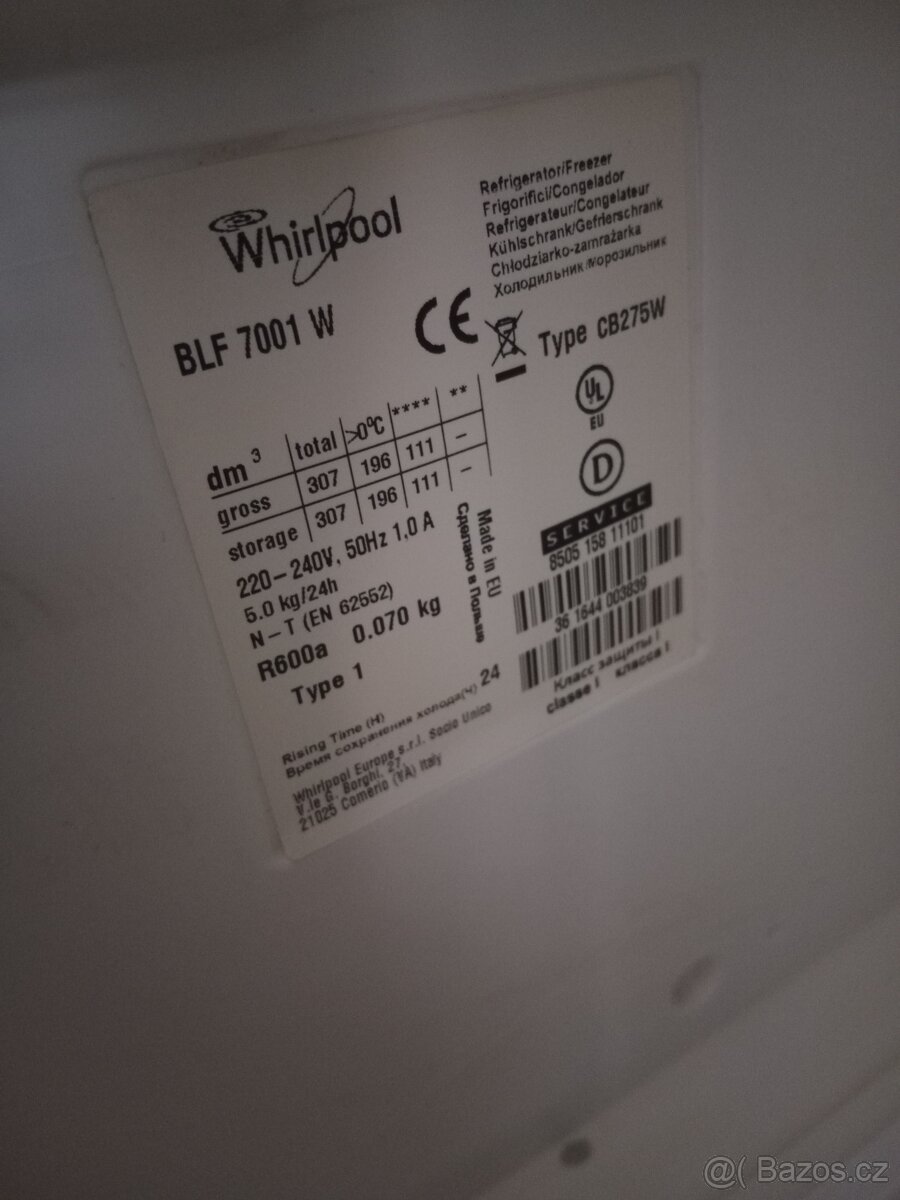 Whirlpool
Refrigerator/Freezer
Frigorifici/Congelador
Refrigerateur/Congelateur
Kühlschrank/Gefrierschrank
Chłodziarko-zamrażarka
Холодильник/морозильник
BLF 7001 W
CE
Type CB275W
UL
EU
D
SERVICE
8505 158 11101
36 1644 003839
Класс защиты I
classe I класса I
dm³ total >0°C **** **
gross 307 196 111 –
storage 307 196 111 –
220–240V, 50Hz 1,0 A
5.0 kg/24h
N–T (EN 62552)
R600a 0.070 kg
Type 1
Made in EU
Сделано в Польше
Rising Time (H)
Время сохранения холода(ч) 24
Whirlpool Europe s.r.l. Socio Unico
V.le G. Borghi, 27
21025 Comerio (VA) Italy
@( Bazos.cz